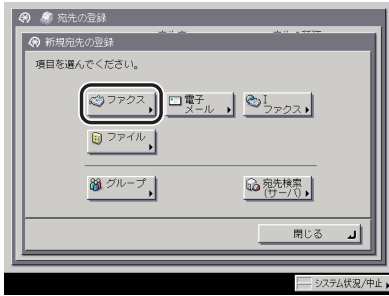 宛先の登録
新規宛先の登録
項目を選んでください。
ファクス
電子
メール
I
ファクス
ファイル
グループ
宛先検索
(サーバ)
閉じる
システム状況/中止